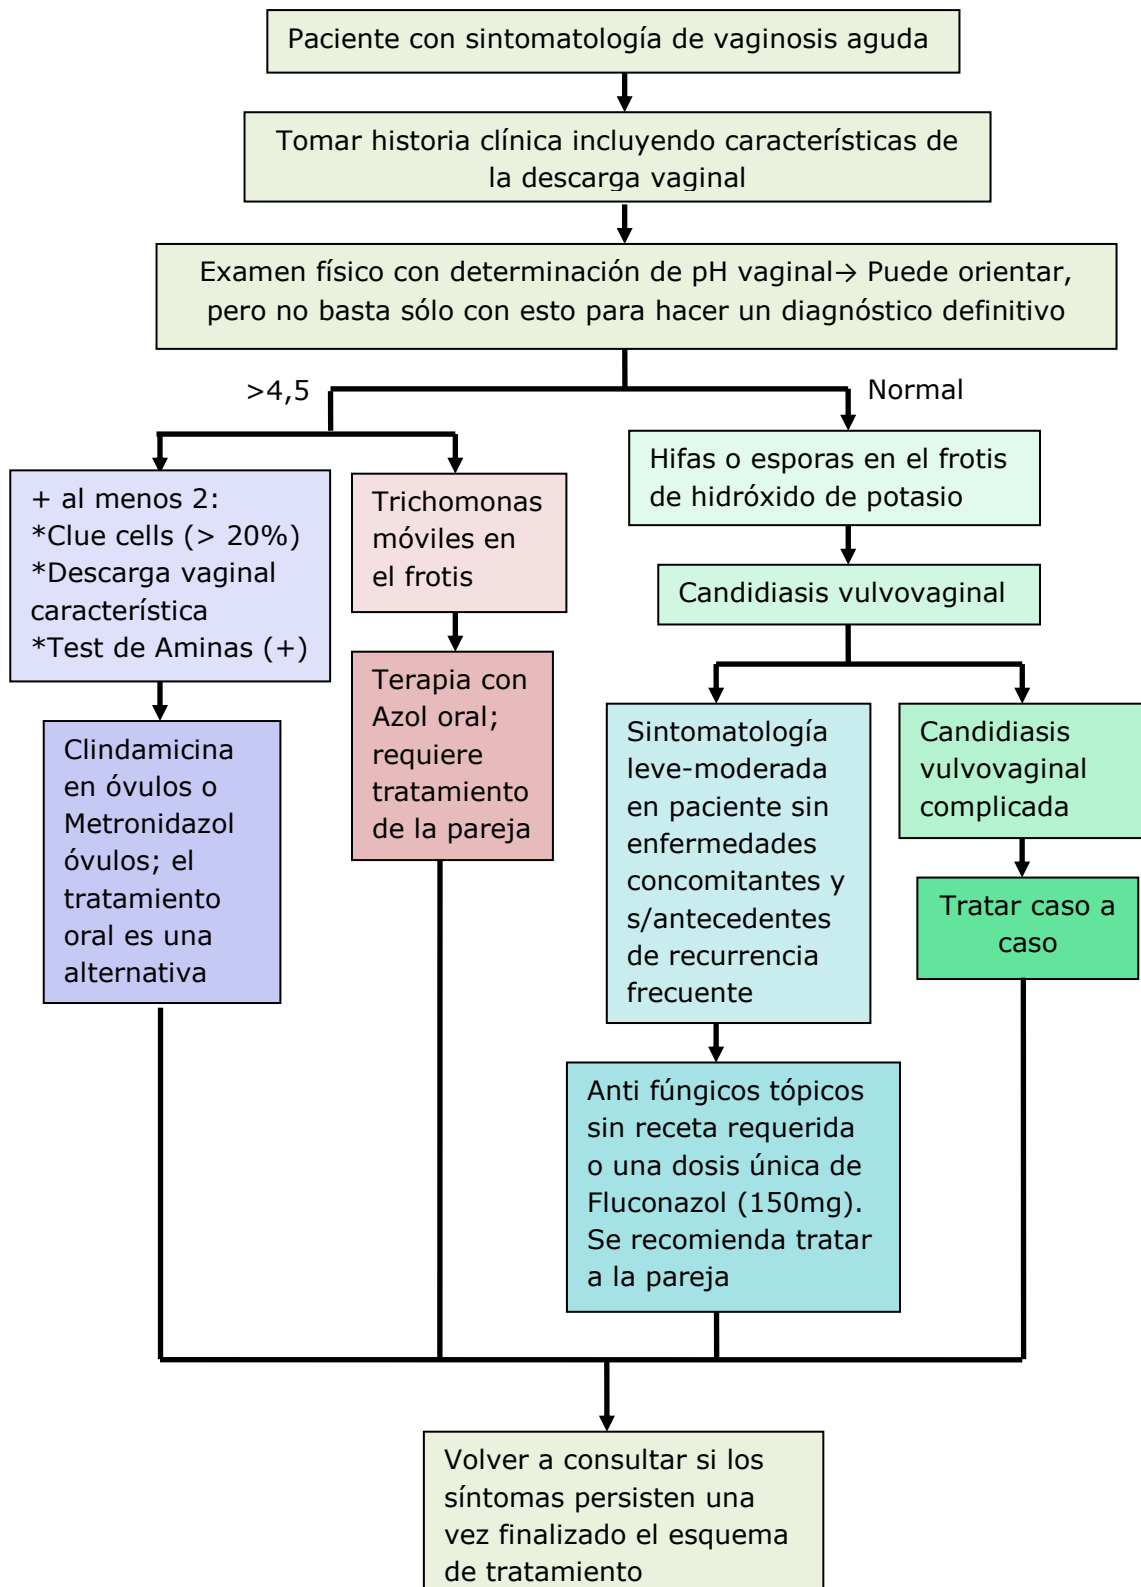 Paciente con sintomatología de vaginosis aguda
Tomar historia clínica incluyendo características de
la descarga vaginal
Examen físico con determinación de pH vaginal→ Puede orientar,
pero no basta sólo con esto para hacer un diagnóstico definitivo
>4,5
Normal
+ al menos 2:
*Clue cells (> 20%)
*Descarga vaginal
característica
*Test de Aminas (+)
Trichomonas
móviles en
el frotis
Hifas o esporas en el frotis
de hidróxido de potasio
Candidiasis vulvovaginal
Clindamicina
en óvulos o
Metronidazol
óvulos; el
tratamiento
oral es una
alternativa
Terapia con
Azol oral;
requiere
tratamiento
de la pareja
Sintomatología
leve-moderada
en paciente sin
enfermedades
concomitantes y
s/antecedentes
de recurrencia
frecuente
Candidiasis
vulvovaginal
complicada
Tratar caso a
caso
Anti fúngicos tópicos
sin receta requerida
o una dosis única de
Fluconazol (150mg).
Se recomienda tratar
a la pareja
Volver a consultar si los
síntomas persisten una
vez finalizado el esquema
de tratamiento